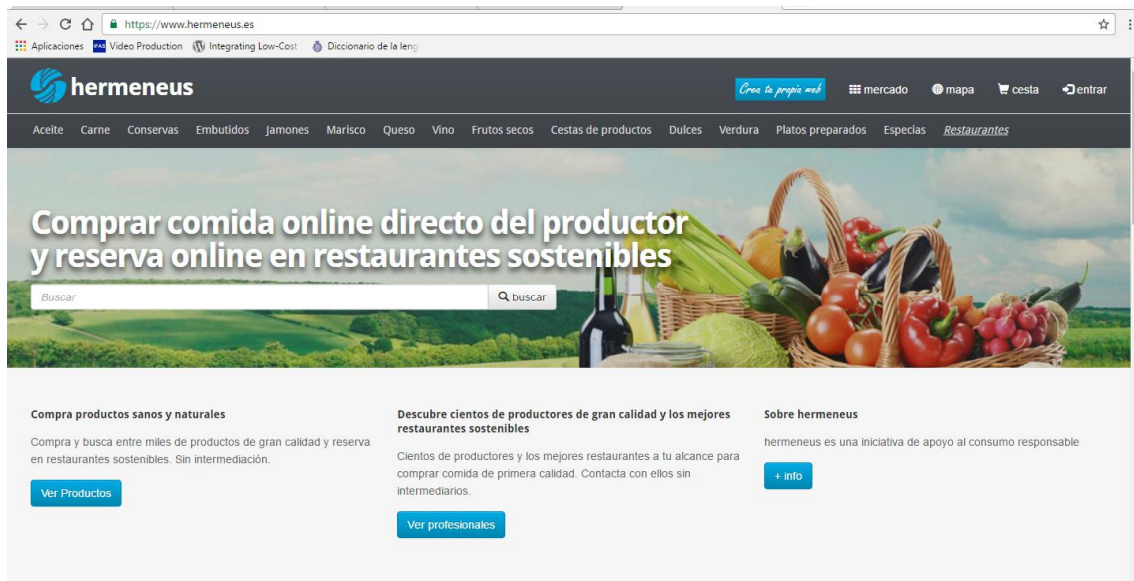 https://www.hermeneus.es
Aplicaciones Video Production Integrating Low-Cost Diccionario de la leng
hermeneus
Crea tu propia web mercado mapa cesta entrar
Aceite Carne Conservas Embutidos Jamones Marisco Queso Vino Frutos secos Cestas de productos Dulces Verdura Platos preparados Especias Restaurantes
Comprar comida online directo del productor
y reserva online en restaurantes sostenibles
Buscar buscar
Compra productos sanos y naturales
Compra y busca entre miles de productos de gran calidad y reserva
en restaurantes sostenibles. Sin intermediación.
Ver Productos
Descubre cientos de productores de gran calidad y los mejores
restaurantes sostenibles
Cientos de productores y los mejores restaurantes a tu alcance para
comprar comida de primera calidad. Contacta con ellos sin
intermediarios.
Ver profesionales
Sobre hermeneus
hermeneus es una iniciativa de apoyo al consumo responsable
+ info